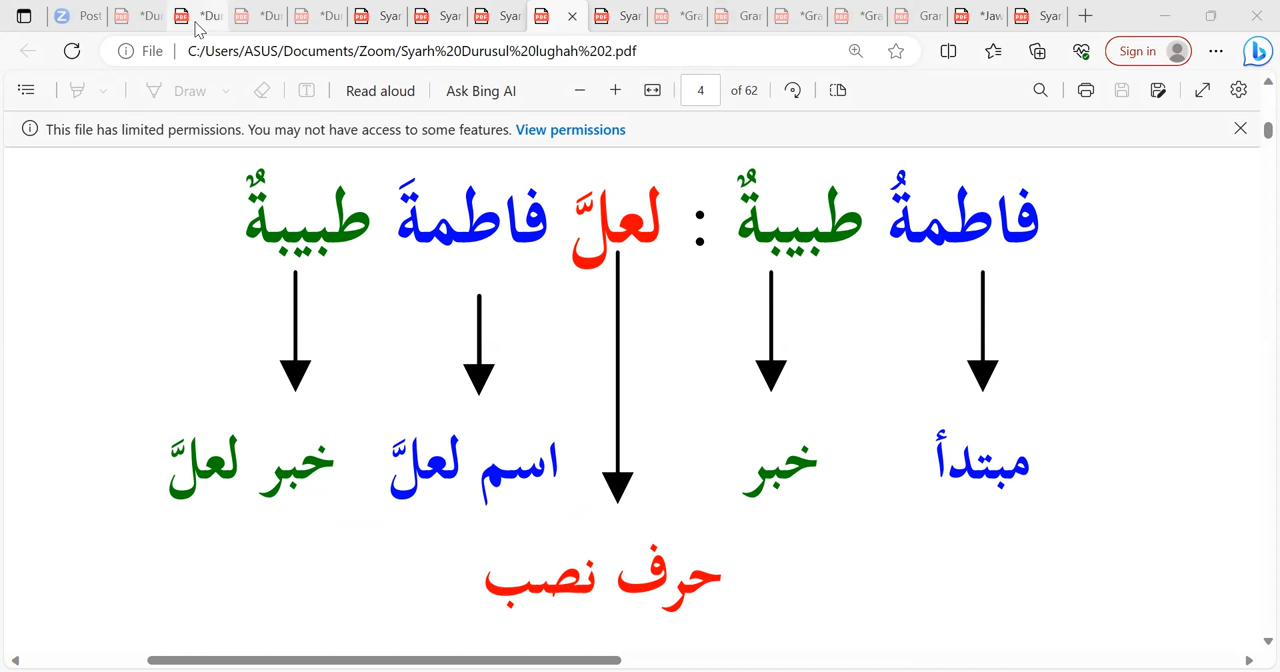 Post *Du *Du *Du *Du Syar Syar Syar Syar *Gra Gran *Gra *Gra Gran *Jaw Syar
File C:/Users/ASUS/Documents/Zoom/Syarh%20Durusul%20lughah%202.pdf Sign in
Draw Read aloud Ask Bing AI 4 of 62
This file has limited permissions. You may not have access to some features. View permissions
فاطمةُ طبيبةٌ : لعلَّ فاطمةَ طبيبةٌ
مبتدأ خبر اسم لعلَّ خبر لعلَّ
حرف نصب